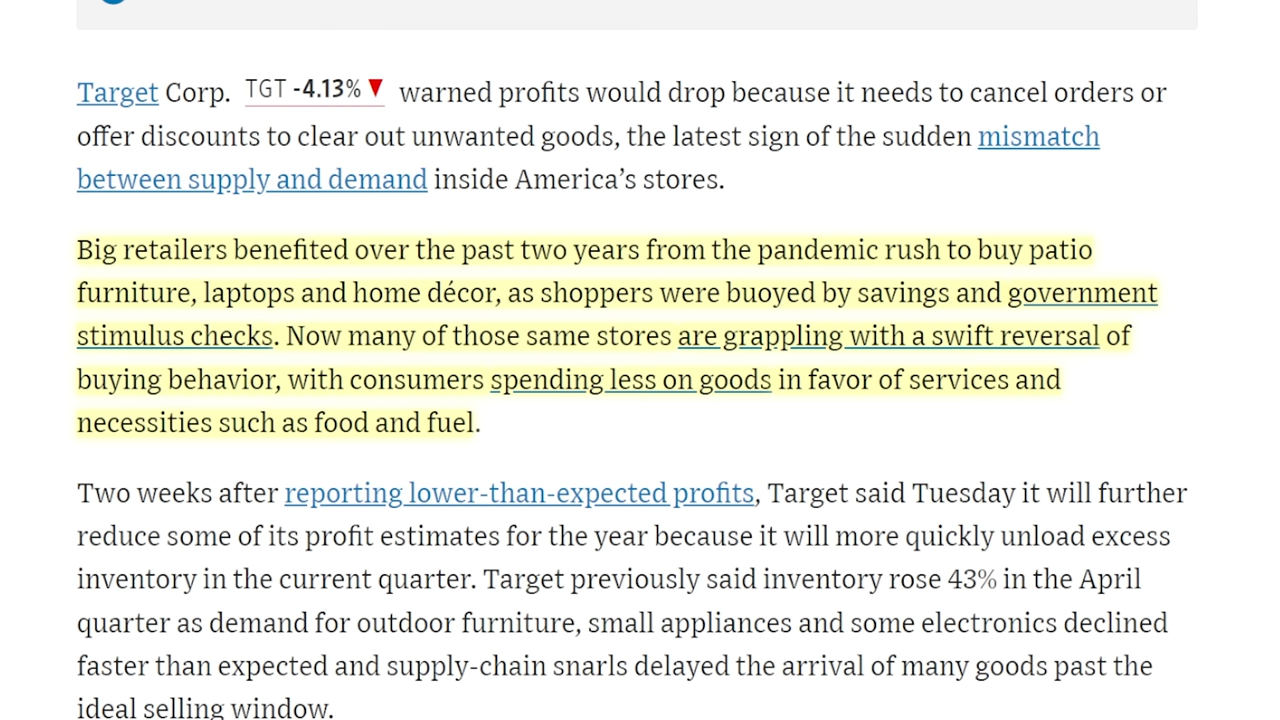 Target Corp. TGT -4.13% ▼ warned profits would drop because it needs to cancel orders or
offer discounts to clear out unwanted goods, the latest sign of the sudden mismatch
between supply and demand inside America’s stores.
Big retailers benefited over the past two years from the pandemic rush to buy patio
furniture, laptops and home décor, as shoppers were buoyed by savings and government
stimulus checks. Now many of those same stores are grappling with a swift reversal of
buying behavior, with consumers spending less on goods in favor of services and
necessities such as food and fuel.
Two weeks after reporting lower-than-expected profits, Target said Tuesday it will further
reduce some of its profit estimates for the year because it will more quickly unload excess
inventory in the current quarter. Target previously said inventory rose 43% in the April
quarter as demand for outdoor furniture, small appliances and some electronics declined
faster than expected and supply-chain snarls delayed the arrival of many goods past the
ideal selling window.